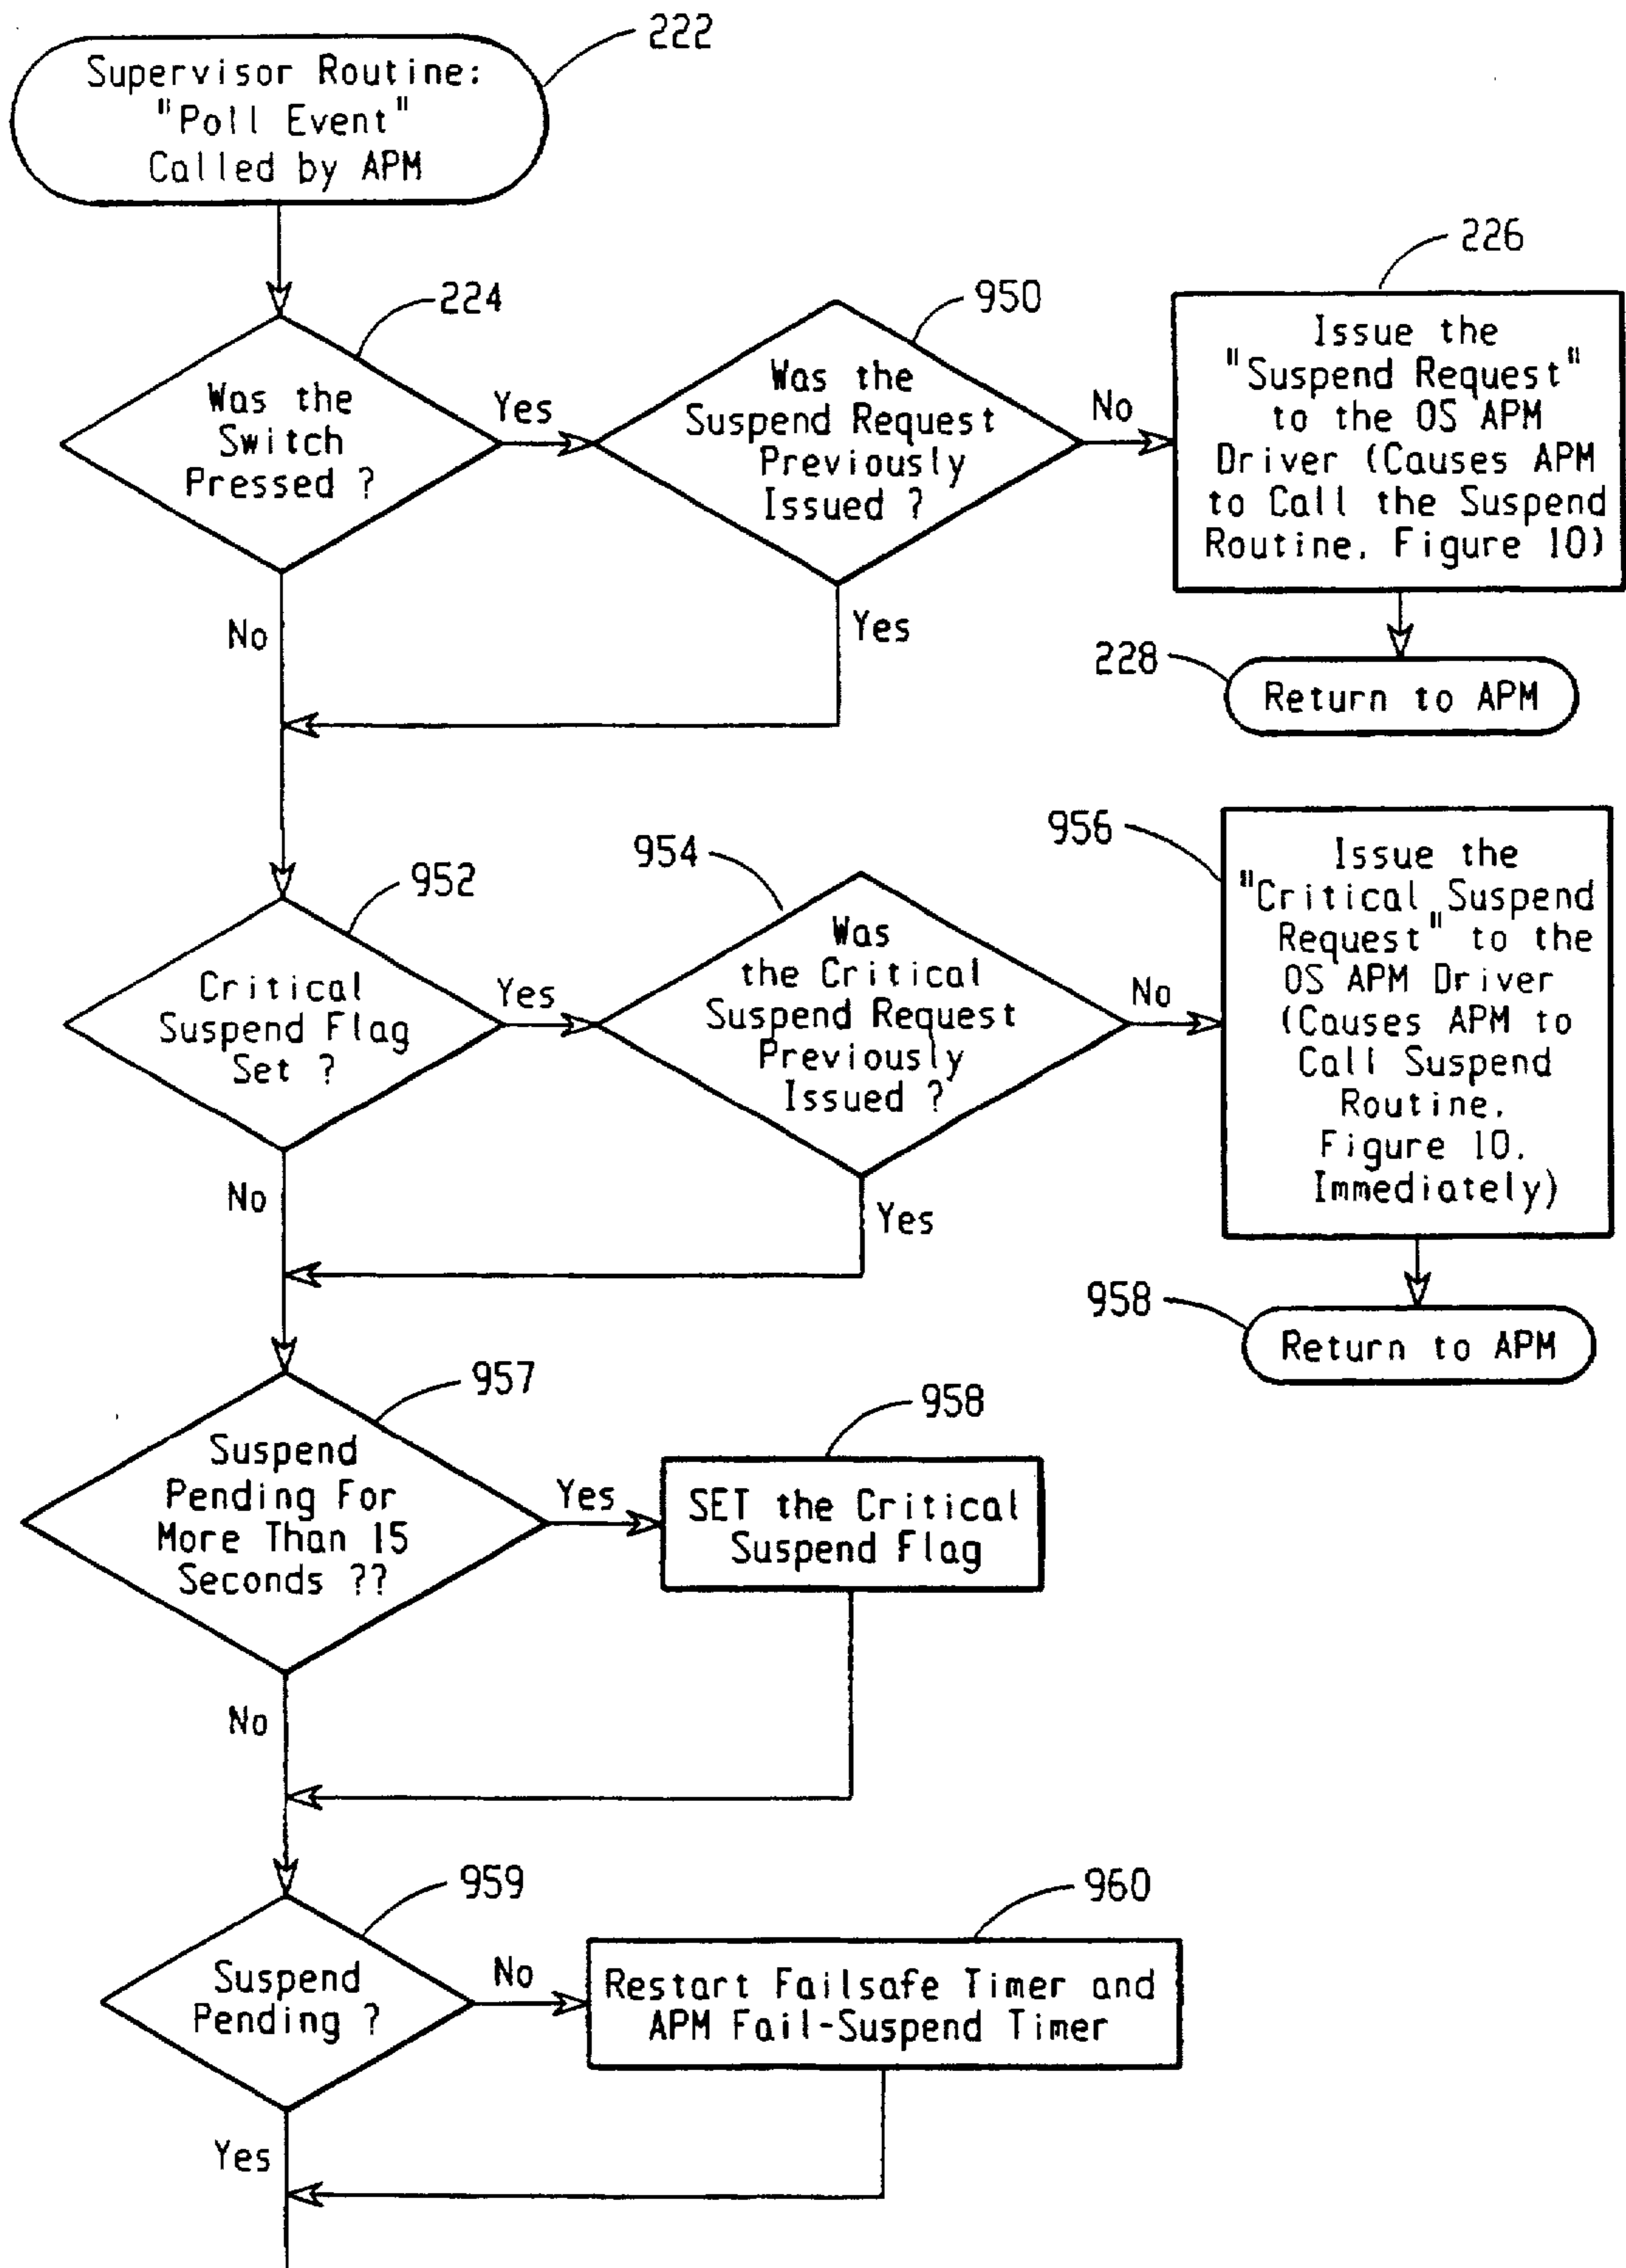 222
Supervisor Routine:
"Poll Event"
Called by APM
226
224
950
Was the
Switch
Pressed ?
Yes
Was the
Suspend Request
Previously
Issued ?
No
Issue the
"Suspend Request"
to the OS APM
Driver (Causes APM
to Call the Suspend
Routine, Figure 10)
No
Yes
228
Return to APM
952
954
956
Critical
Suspend Flag
Set ?
Yes
Was
the Critical
Suspend Request
Previously
Issued ?
No
Issue the
"Critical Suspend
Request" to the
OS APM Driver
(Causes APM to
Call Suspend
Routine,
Figure 10,
Immediately)
No
Yes
958
Return to APM
957
958
Suspend
Pending For
More Than 15
Seconds ??
Yes
SET the Critical
Suspend Flag
No
959
960
Suspend
Pending ?
No
Restart Failsafe Timer and
APM Fail-Suspend Timer
Yes